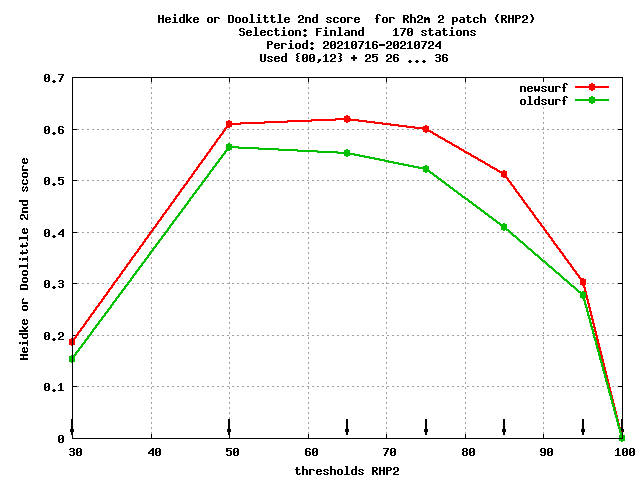 Heidke or Doolittle 2nd score  for Rh2m 2 patch (RHP2)
Selection: Finland    170 stations
Period: 20210716-20210724
Used {00,12} + 25 26 ... 36
newsurf
oldsurf
Heidke or Doolittle 2nd score
0.7
0.6
0.5
0.4
0.3
0.2
0.1
0
30 40 50 60 70 80 90 100
thresholds RHP2